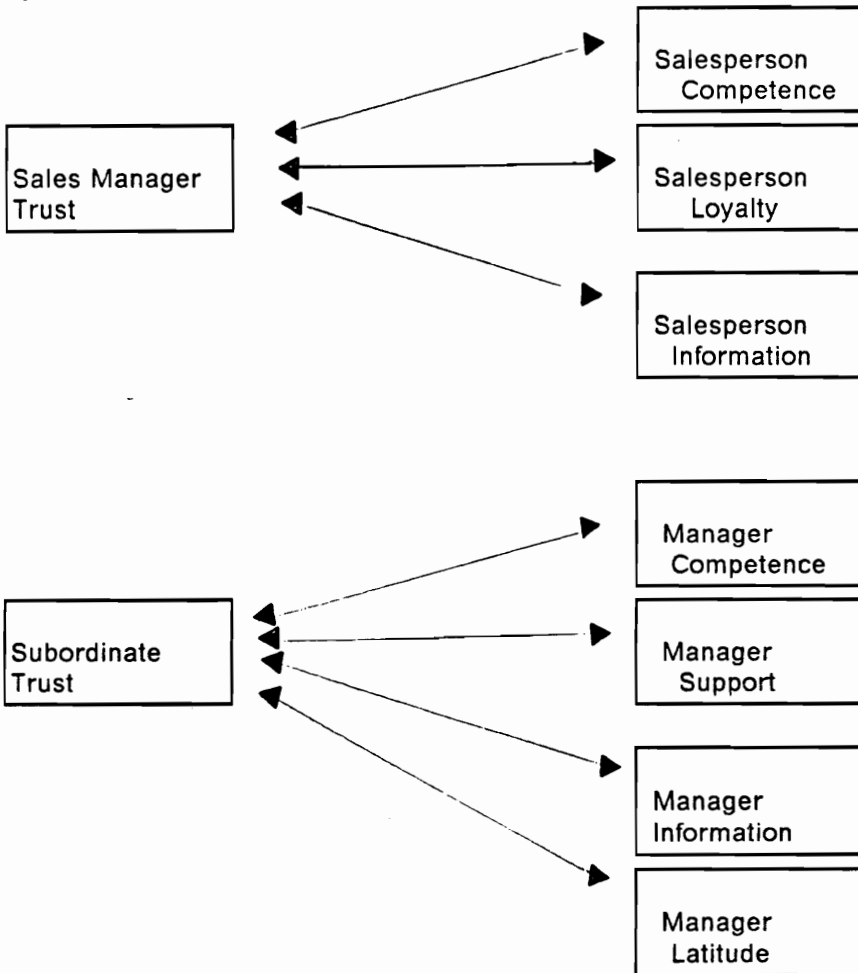 Salesperson
Competence
Sales Manager
Trust
Salesperson
Loyalty
Salesperson
Information
Manager
Competence
Subordinate
Trust
Manager
Support
Manager
Information
Manager
Latitude